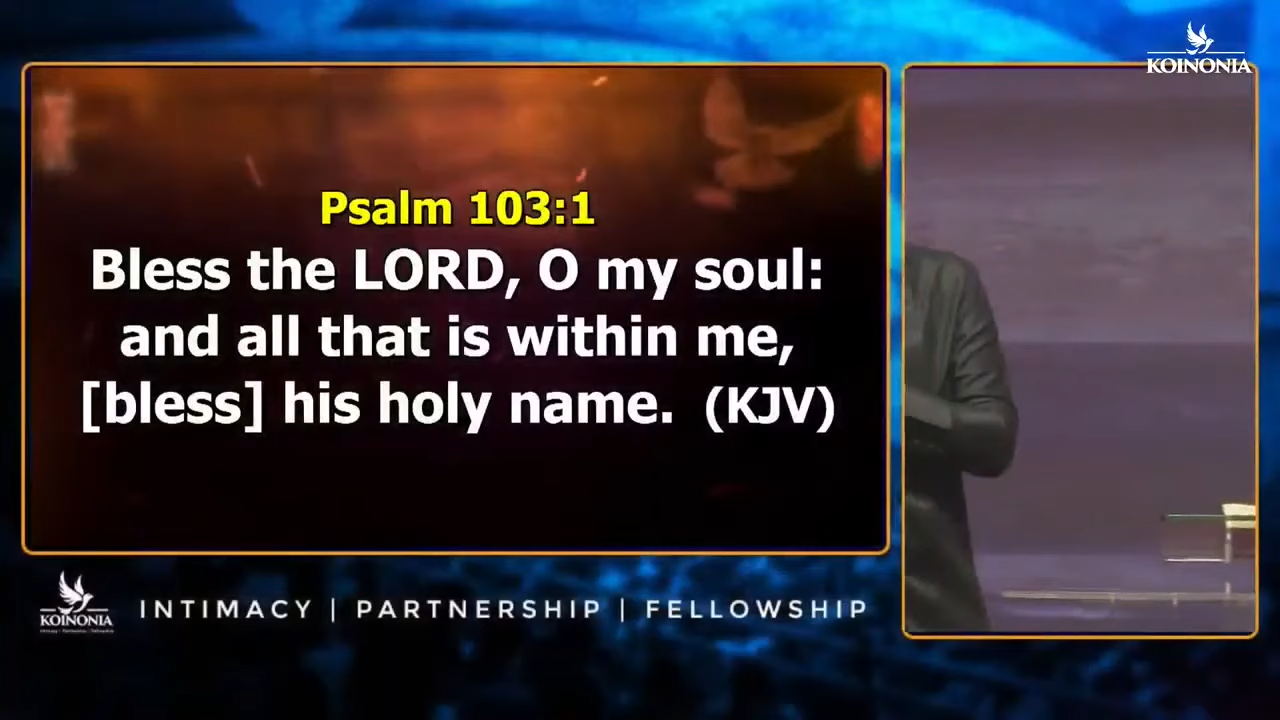 KOINONIA
Psalm 103:1
Bless the LORD, O my soul:
and all that is within me,
[bless] his holy name. (KJV)
KOINONIA
INTIMACY | PARTNERSHIP | FELLOWSHIP